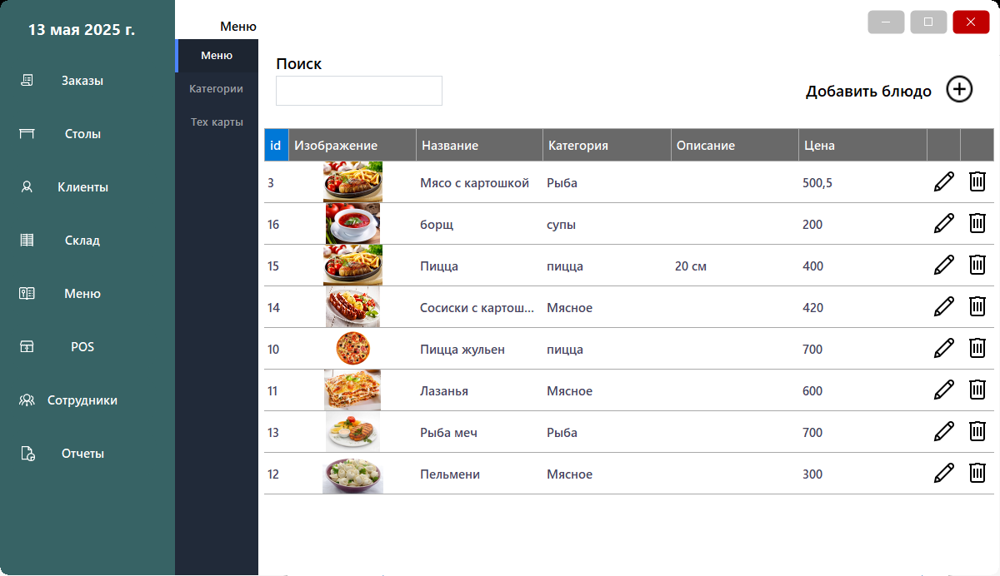 13 мая 2025 г.
Заказы
Столы
Клиенты
Склад
Меню
POS
Сотрудники
Отчеты
Меню
Меню
Категории
Тех карты
Поиск
Добавить блюдо
id Изображение Название Категория Описание Цена
3 Мясо с картошкой Рыба 500,5
16 борщ супы 200
15 Пицца пицца 20 см 400
14 Сосиски с картош... Мясное 420
10 Пицца жульен пицца 700
11 Лазанья Мясное 600
13 Рыба меч Рыба 700
12 Пельмени Мясное 300